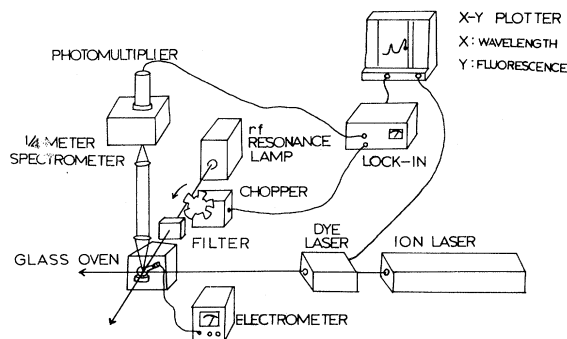 X-Y PLOTTER
X: WAVELENGTH
Y: FLUORESCENCE
PHOTOMULTIPLIER
1/4 METER
SPECTROMETER
rf
RESONANCE
LAMP
LOCK-IN
CHOPPER
FILTER
DYE
LASER
ION LASER
GLASS OVEN
ELECTROMETER